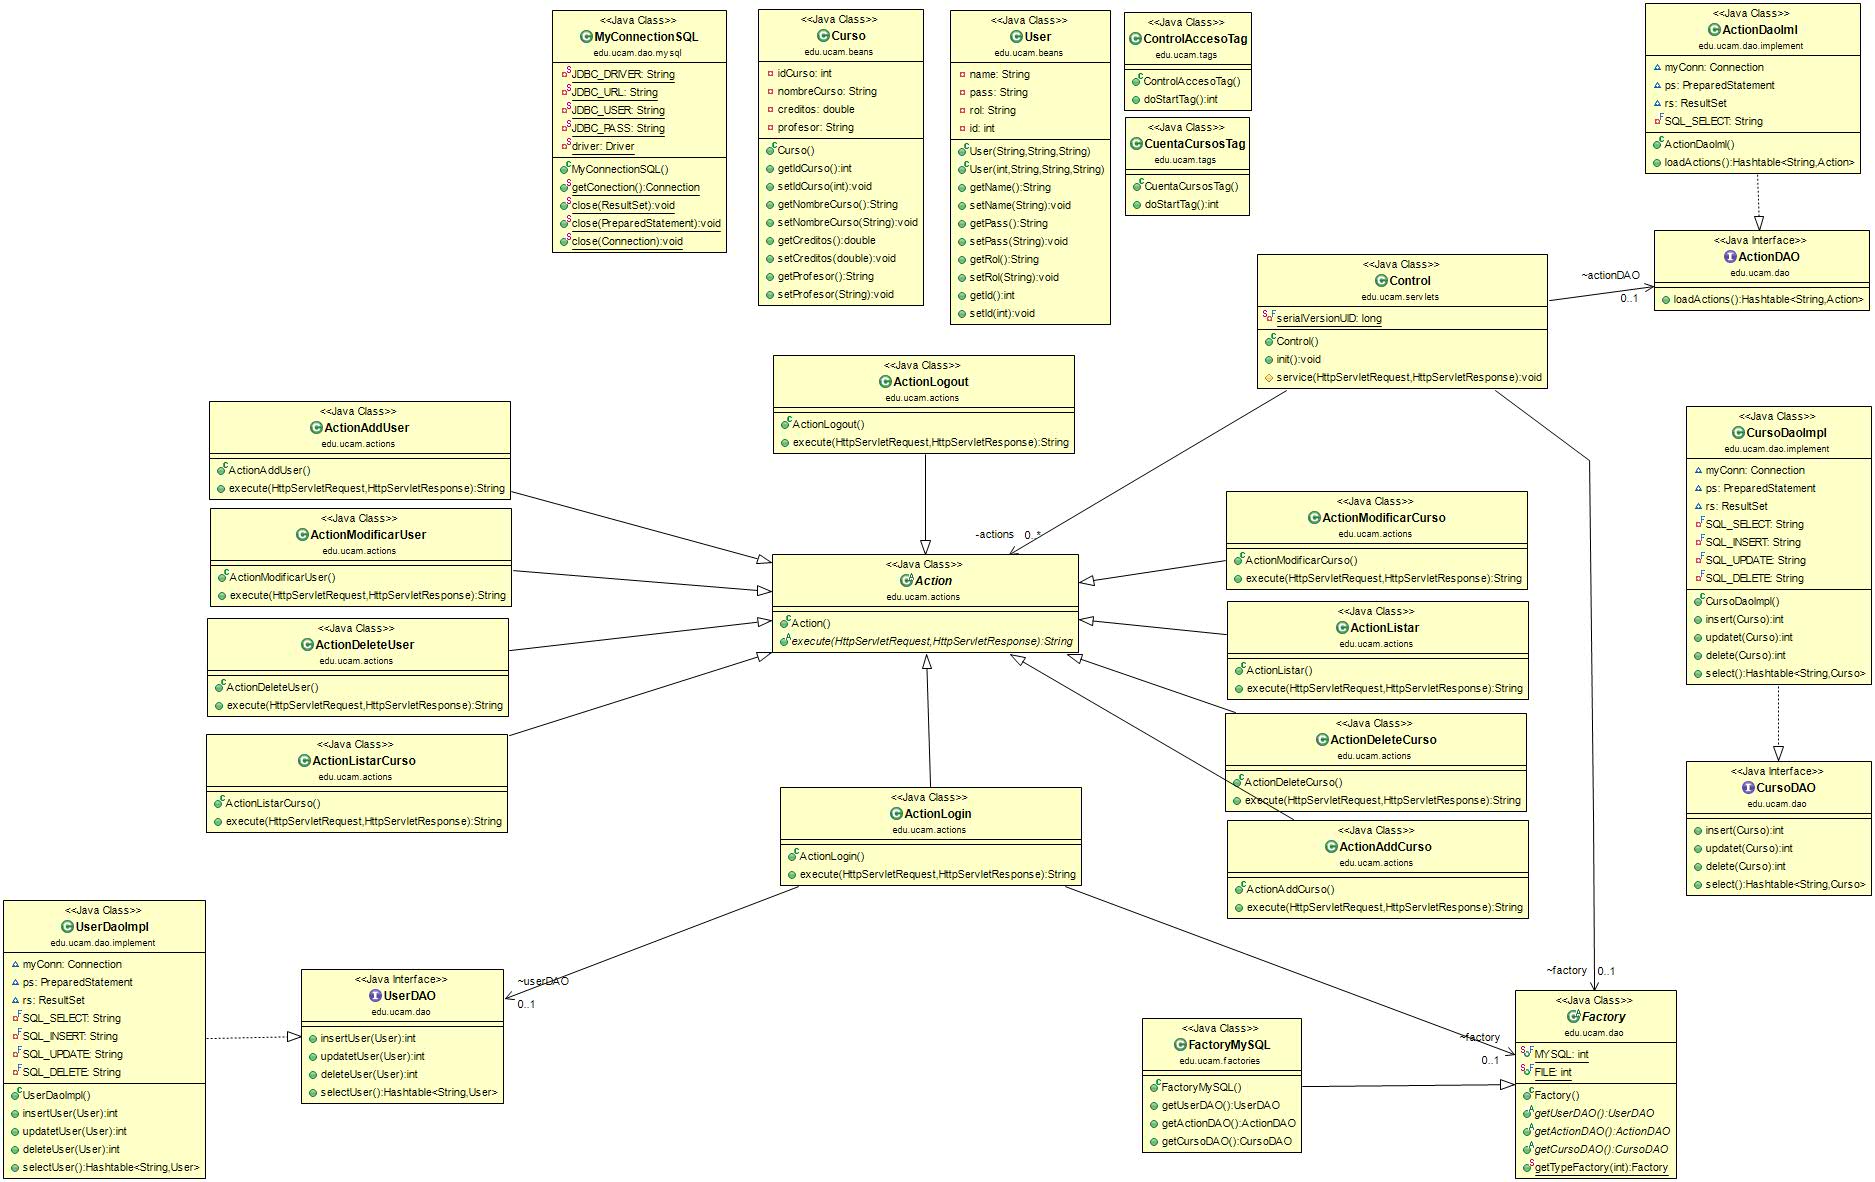 <<Java Class>>
MyConnectionSQL
edu.ucam.dao.mysql
JDBC_DRIVER: String
JDBC_URL: String
JDBC_USER: String
JDBC_PASS: String
driver: Driver
MyConnectionSQL()
getConection():Connection
close(ResultSet):void
close(PreparedStatement):void
close(Connection):void
<<Java Class>>
Curso
edu.ucam.beans
idCurso: int
nombreCurso: String
creditos: double
profesor: String
Curso()
getIdCurso():int
setIdCurso(int):void
getNombreCurso():String
setNombreCurso(String):void
getCreditos():double
setCreditos(double):void
getProfesor():String
setProfesor(String):void
<<Java Class>>
User
edu.ucam.beans
name: String
pass: String
rol: String
id: int
User(String,String,String)
User(int,String,String,String)
getName():String
setName(String):void
getPass():String
setPass(String):void
getRol():String
setRol(String):void
getId():int
setId(int):void
<<Java Class>>
ControlAccesoTag
edu.ucam.tags
ControlAccesoTag()
doStartTag():int
<<Java Class>>
CuentaCursosTag
edu.ucam.tags
CuentaCursosTag()
doStartTag():int
<<Java Class>>
ActionDaoIml
edu.ucam.dao.implement
myConn: Connection
ps: PreparedStatement
rs: ResultSet
SQL_SELECT: String
ActionDaoIml()
loadActions():Hashtable<String,Action>
<<Java Interface>>
ActionDAO
edu.ucam.dao
loadActions():Hashtable<String,Action>
<<Java Class>>
Control
edu.ucam.servlets
serialVersionUID: long
Control()
init():void
service(HttpServletRequest,HttpServletResponse):void
~actionDAO
0..1
<<Java Class>>
ActionLogout
edu.ucam.actions
ActionLogout()
execute(HttpServletRequest,HttpServletResponse):String
<<Java Class>>
ActionAddUser
edu.ucam.actions
ActionAddUser()
execute(HttpServletRequest,HttpServletResponse):String
<<Java Class>>
ActionModificarUser
edu.ucam.actions
ActionModificarUser()
execute(HttpServletRequest,HttpServletResponse):String
<<Java Class>>
ActionDeleteUser
edu.ucam.actions
ActionDeleteUser()
execute(HttpServletRequest,HttpServletResponse):String
<<Java Class>>
ActionListarCurso
edu.ucam.actions
ActionListarCurso()
execute(HttpServletRequest,HttpServletResponse):String
-actions 0..*
<<Java Class>>
Action
edu.ucam.actions
Action()
execute(HttpServletRequest,HttpServletResponse):String
<<Java Class>>
ActionModificarCurso
edu.ucam.actions
ActionModificarCurso()
execute(HttpServletRequest,HttpServletResponse):String
<<Java Class>>
ActionListar
edu.ucam.actions
ActionListar()
execute(HttpServletRequest,HttpServletResponse):String
<<Java Class>>
ActionDeleteCurso
edu.ucam.actions
ActionDeleteCurso()
execute(HttpServletRequest,HttpServletResponse):String
<<Java Class>>
ActionAddCurso
edu.ucam.actions
ActionAddCurso()
execute(HttpServletRequest,HttpServletResponse):String
<<Java Class>>
CursoDaoImpl
edu.ucam.dao.implement
myConn: Connection
ps: PreparedStatement
rs: ResultSet
SQL_SELECT: String
SQL_INSERT: String
SQL_UPDATE: String
SQL_DELETE: String
CursoDaoImpl()
insert(Curso):int
updatet(Curso):int
delete(Curso):int
select():Hashtable<String,Curso>
<<Java Interface>>
CursoDAO
edu.ucam.dao
insert(Curso):int
updatet(Curso):int
delete(Curso):int
select():Hashtable<String,Curso>
<<Java Class>>
ActionLogin
edu.ucam.actions
ActionLogin()
execute(HttpServletRequest,HttpServletResponse):String
<<Java Class>>
UserDaoImpl
edu.ucam.dao.implement
myConn: Connection
ps: PreparedStatement
rs: ResultSet
SQL_SELECT: String
SQL_INSERT: String
SQL_UPDATE: String
SQL_DELETE: String
UserDaoImpl()
insertUser(User):int
updatetUser(User):int
deleteUser(User):int
selectUser():Hashtable<String,User>
<<Java Interface>>
UserDAO
edu.ucam.dao
insertUser(User):int
updatetUser(User):int
deleteUser(User):int
selectUser():Hashtable<String,User>
~userDAO
0..1
<<Java Class>>
FactoryMySQL
edu.ucam.factories
FactoryMySQL()
getUserDAO():UserDAO
getActionDAO():ActionDAO
getCursoDAO():CursoDAO
~factory
0..1
~factory 0..1
<<Java Class>>
Factory
edu.ucam.dao
MYSQL: int
FILE: int
Factory()
getUserDAO():UserDAO
getActionDAO():ActionDAO
getCursoDAO():CursoDAO
getTypeFactory(int):Factory